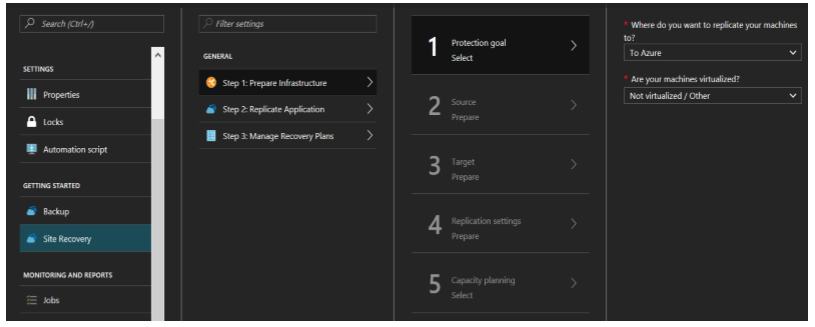 Search (Ctrl+/)
SETTINGS
Properties
Locks
Automation script
GETTING STARTED
Backup
Site Recovery
MONITORING AND REPORTS
Jobs
Filter settings
GENERAL
Step 1: Prepare Infrastructure
Step 2: Replicate Application
Step 3: Manage Recovery Plans
1 Protection goal
Select
2 Source
Prepare
3 Target
Prepare
4 Replication settings
Prepare
5 Capacity planning
Select
* Where do you want to replicate your machines
to?
To Azure
* Are your machines virtualized?
Not virtualized / Other